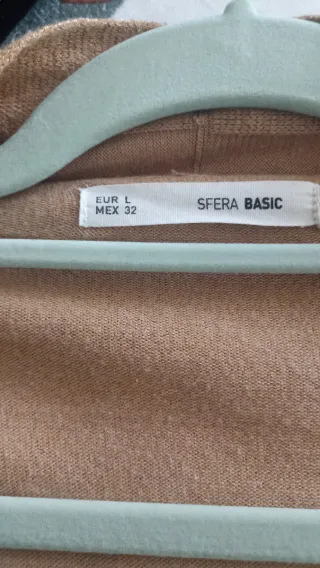 EUR L
MEX 32
SFERA BASIC